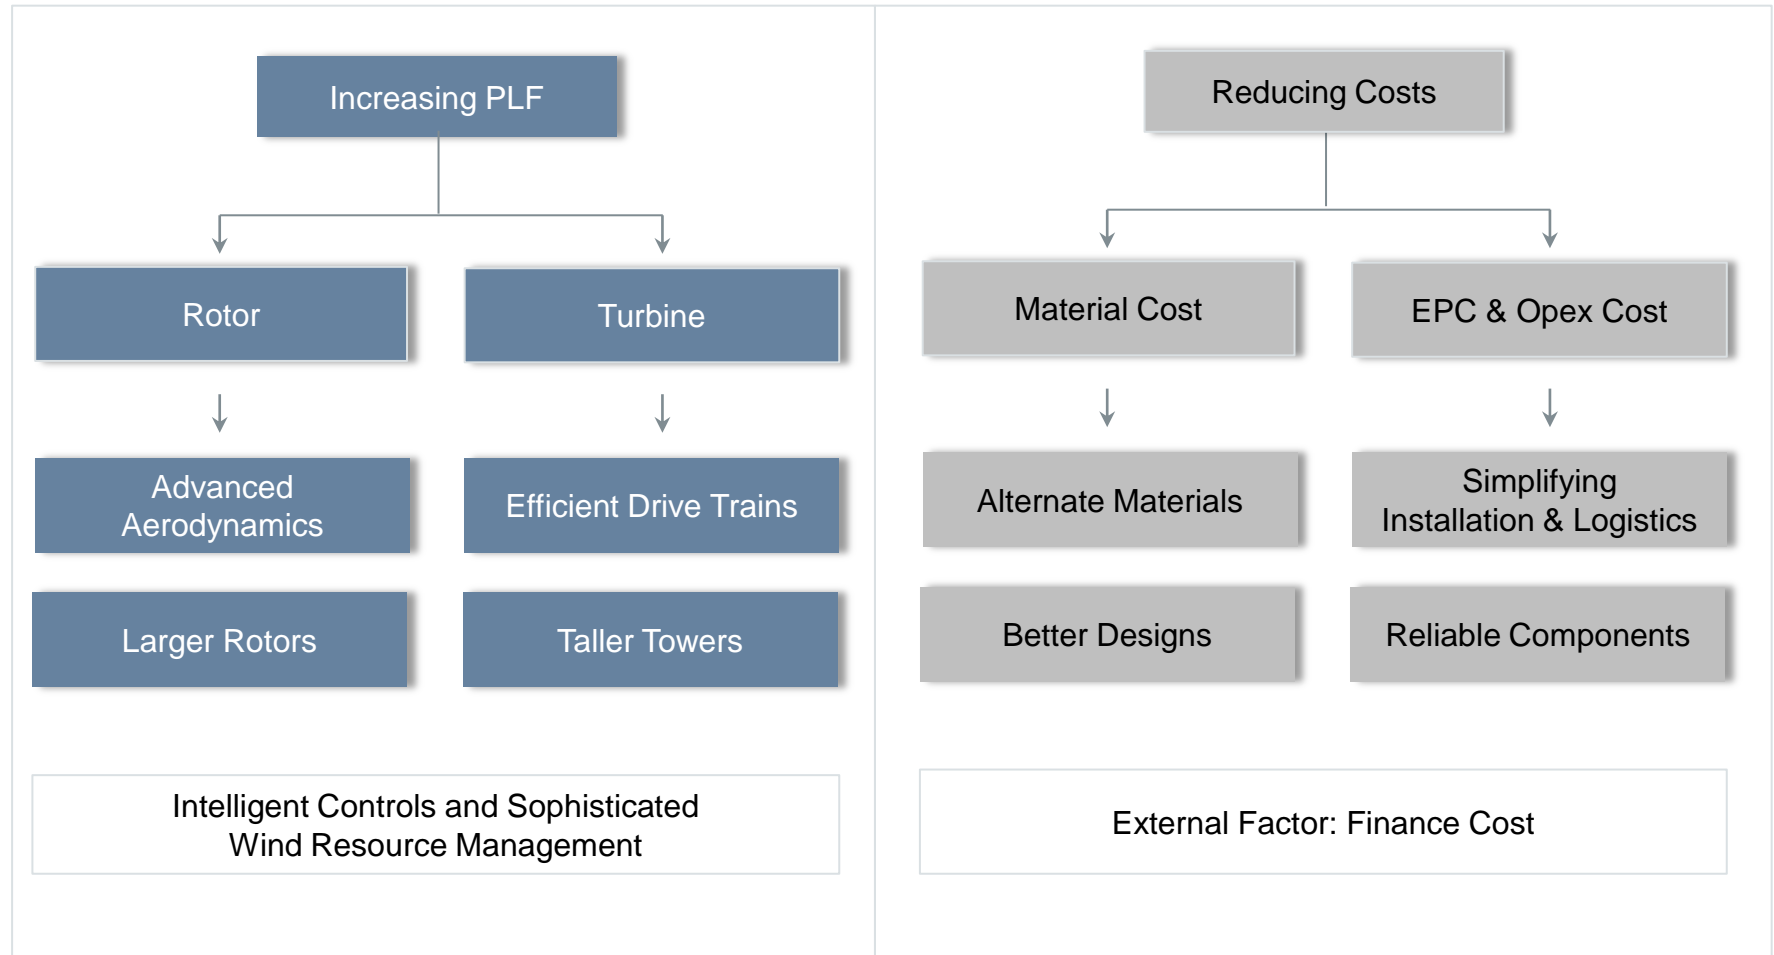 Increasing PLF
Rotor
Turbine
Advanced
Aerodynamics
Efficient Drive Trains
Larger Rotors
Taller Towers
Intelligent Controls and Sophisticated
Wind Resource Management
Reducing Costs
Material Cost
EPC & Opex Cost
Alternate Materials
Simplifying
Installation & Logistics
Better Designs
Reliable Components
External Factor: Finance Cost